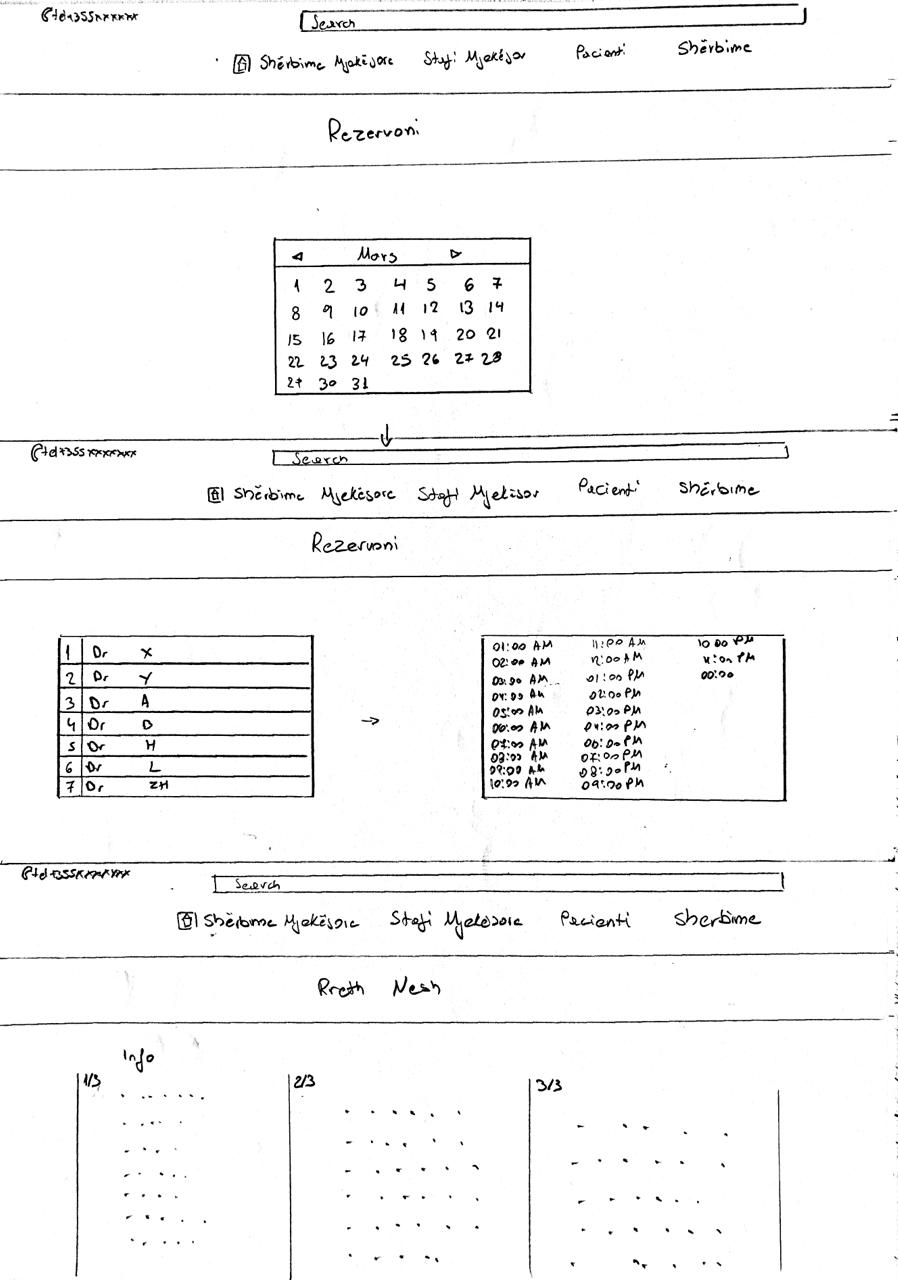 tel +355xxxxxx
Search
Shërbime Mjekësore Stafi Mjekësor Pacienti Shërbime
Rezervoni
Mars
1 2 3 4 5 6 7
8 9 10 11 12 13 14
15 16 17 18 19 20 21
22 23 24 25 26 27 28
29 30 31
tel +355xxxxxxx
Search
Shërbime Mjekësore Stafi Mjekësor Pacienti Shërbime
Rezervoni
1 Dr X
2 Dr Y
3 Dr A
4 Dr D
5 Dr H
6 Dr L
7 Dr ZH
01:00 AM 11:00 AM 10:00 PM
02:00 AM 12:00 AM 11:00 PM
03:00 AM 01:00 PM 00:00
04:00 AM 02:00 PM
05:00 AM 03:00 PM
06:00 AM 04:00 PM
07:00 AM 06:00 PM
08:00 AM 07:00 PM
09:00 AM 08:00 PM
10:00 AM 09:00 PM
tel +355xxxxxxx
Search
Shërbime Mjekësore Stafi Mjekësore Pacienti Sherbime
Rreth Nesh
Info
1/3 2/3 3/3